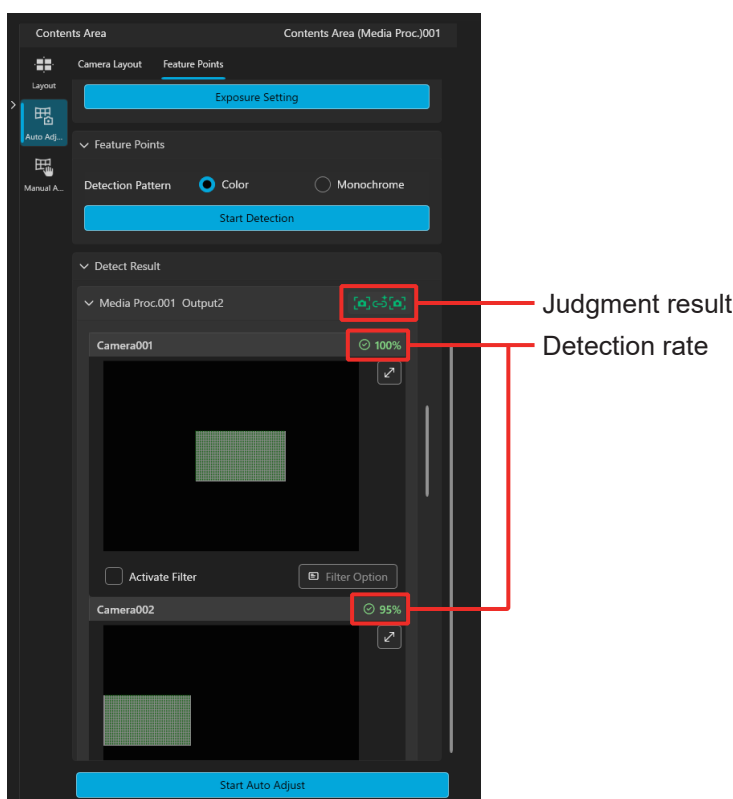 Contents Area Contents Area (Media Proc.)001
Layout
Auto Adj...
Manual A...
Camera Layout Feature Points
Exposure Setting
Feature Points
Detection Pattern Color Monochrome
Start Detection
Detect Result
Media Proc.001 Output2
Judgment result
Camera001 100%
Detection rate
Activate Filter Filter Option
Camera002 95%
Start Auto Adjust